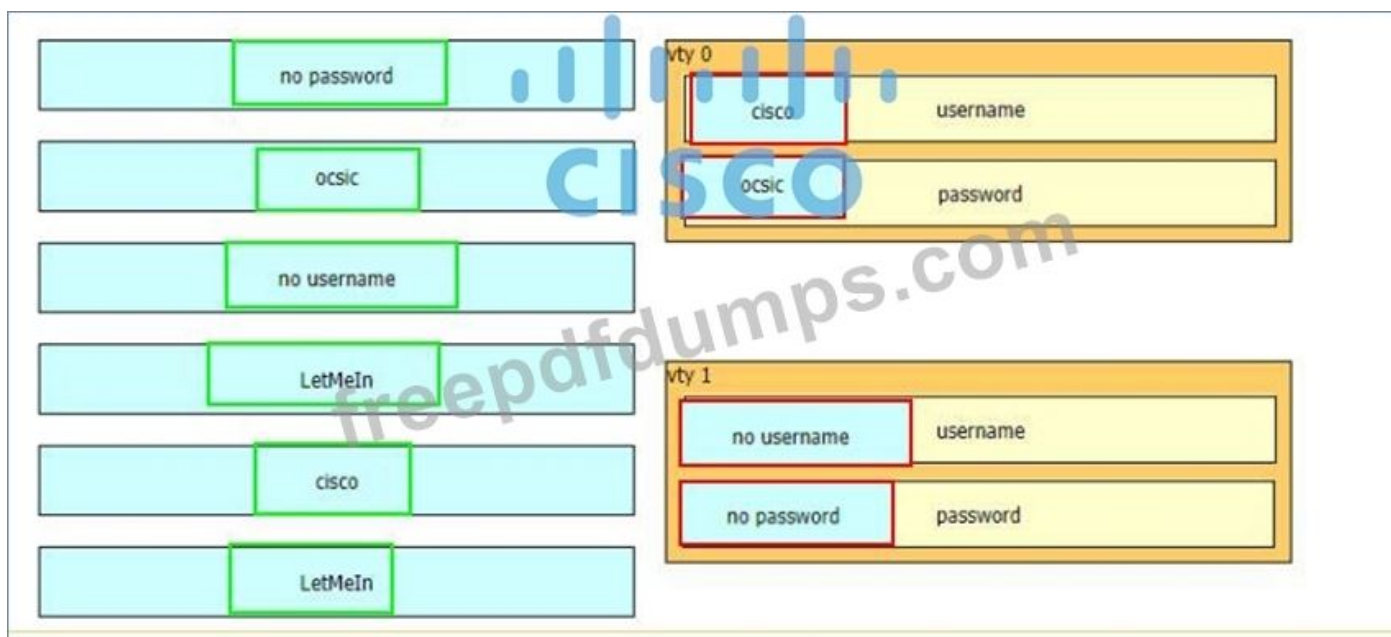 no password
ocsic
no username
LetMeIn
cisco
LetMeIn
CISCO
vty 0
cisco username
ocsic password
vty 1
no username username
no password password
freepdfdumps.com